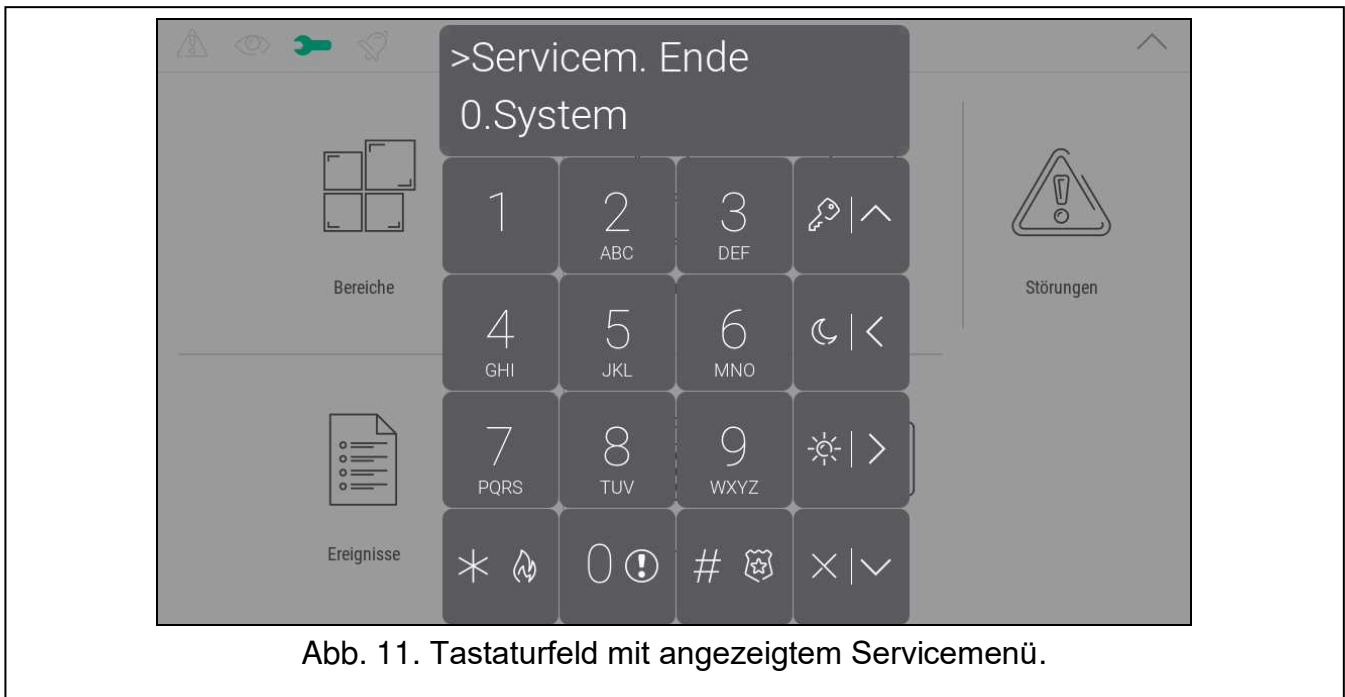 >Servicem. Ende
0.System
1
2
ABC
3
DEF
4
GHI
5
JKL
6
MNO
7
PQRS
8
TUV
9
WXYZ
*
0
#
Bereiche
Störungen
Ereignisse
Abb. 11. Tastaturfeld mit angezeigtem Servicemenü.